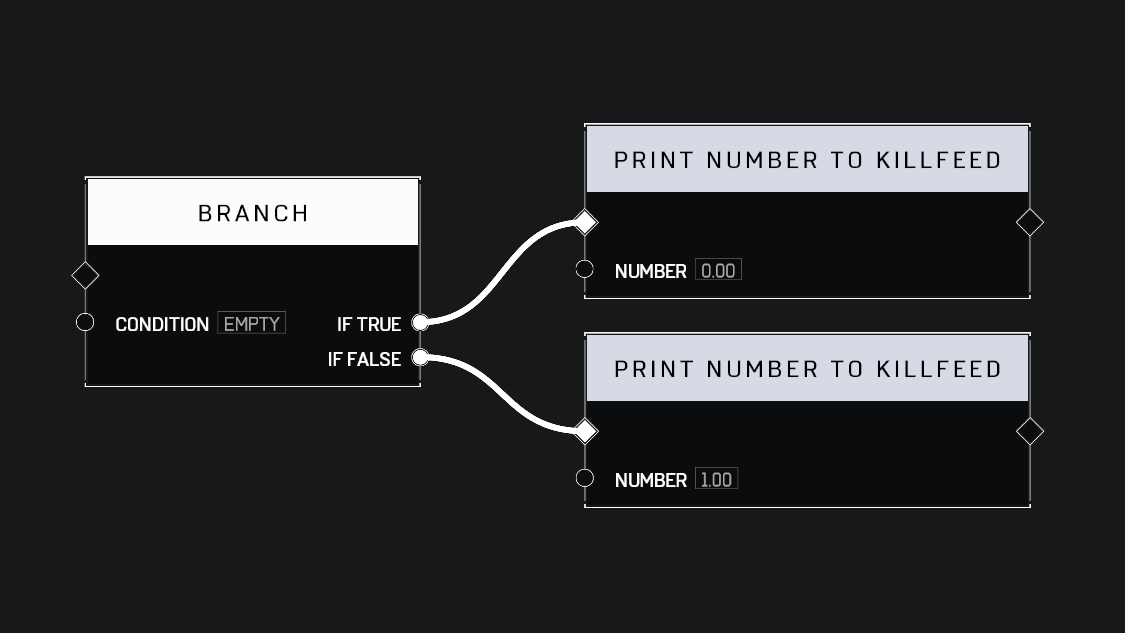 BRANCH
CONDITION EMPTY IF TRUE
IF FALSE
PRINT NUMBER TO KILLFEED
NUMBER 0.00
PRINT NUMBER TO KILLFEED
NUMBER 1.00